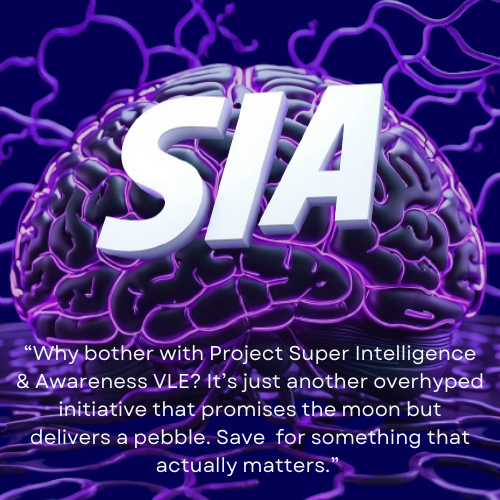 SIA
“Why bother with Project Super Intelligence
& Awareness VLE? It’s just another overhyped
initiative that promises the moon but
delivers a pebble. Save  for something that
actually matters.”